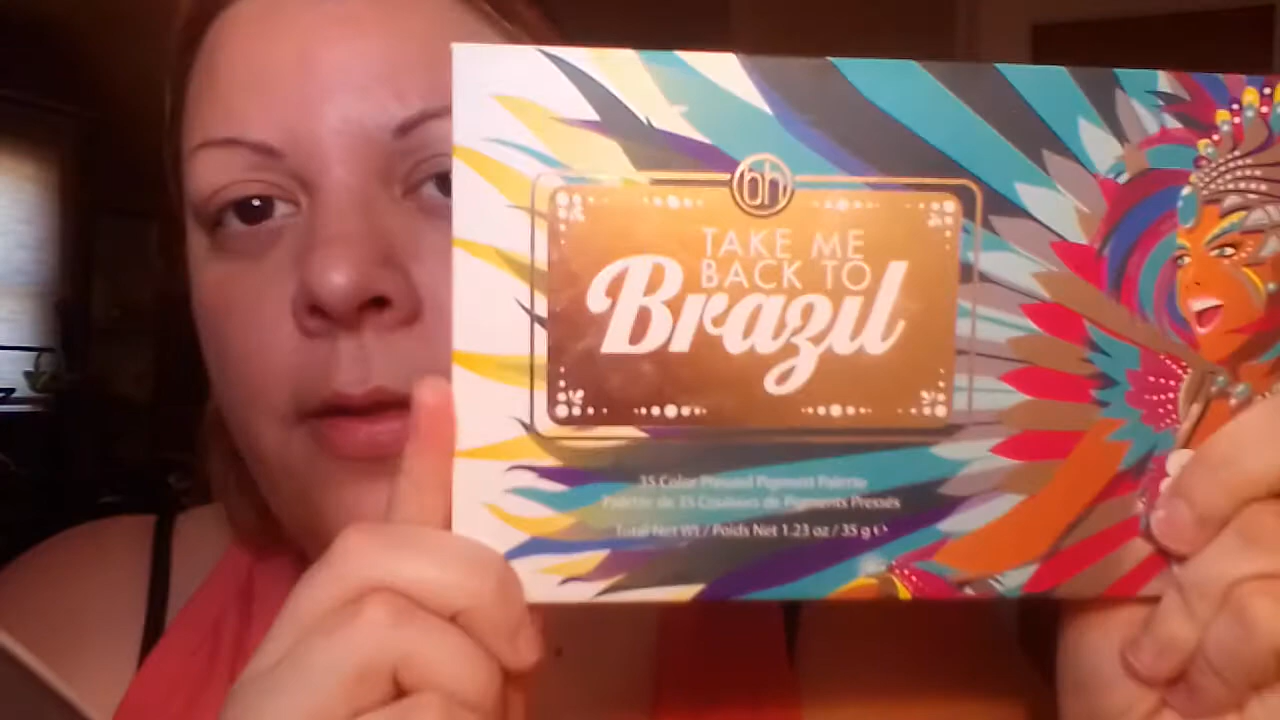 bh
TAKE ME
BACK TO
Brazil
35 Color Pressed Pigment Palette
Palette de 35 Couleurs de Pigments Pressés
Total Net Wt. / Poids Net 1.23 oz / 35 g ℮